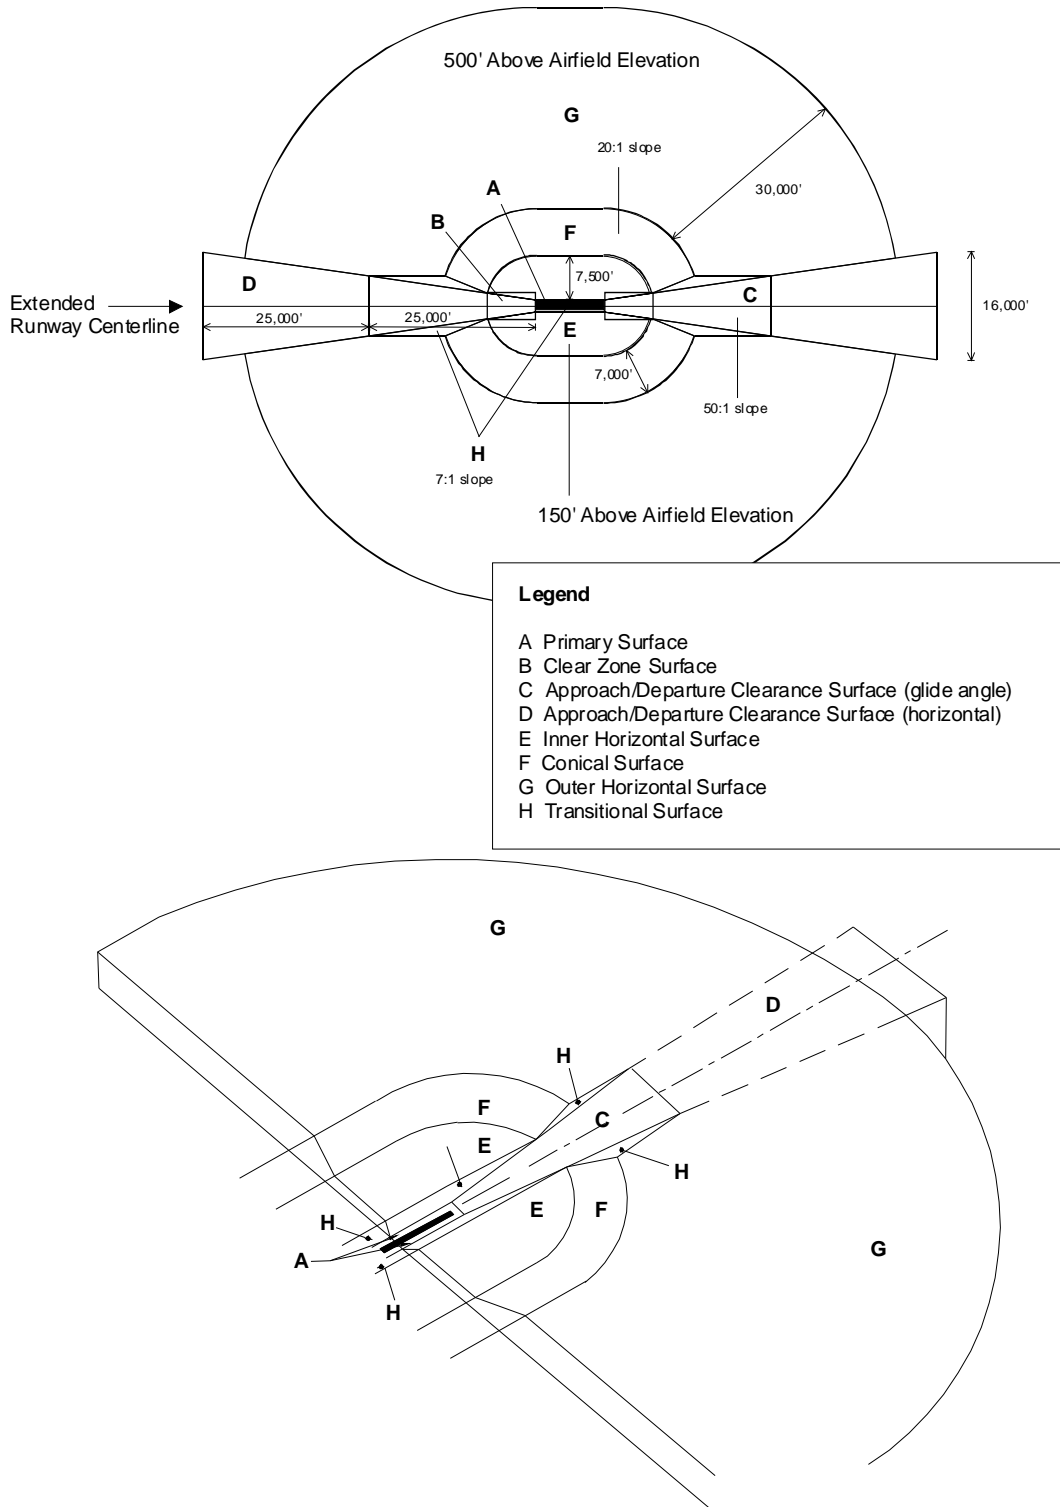 500' Above Airfield Elevation
G
20:1 slope
A
30,000'
B
F
7,500'
D
C
Extended
Runway Centerline
16,000'
25,000'
25,000'
E
7,000'
50:1 slope
H
7:1 slope
150' Above Airfield Elevation
Legend
A Primary Surface
B Clear Zone Surface
C Approach/Departure Clearance Surface (glide angle)
D Approach/Departure Clearance Surface (horizontal)
E Inner Horizontal Surface
F Conical Surface
G Outer Horizontal Surface
H Transitional Surface
G
D
H
F
C
E
H
E
F
H
G
A
H